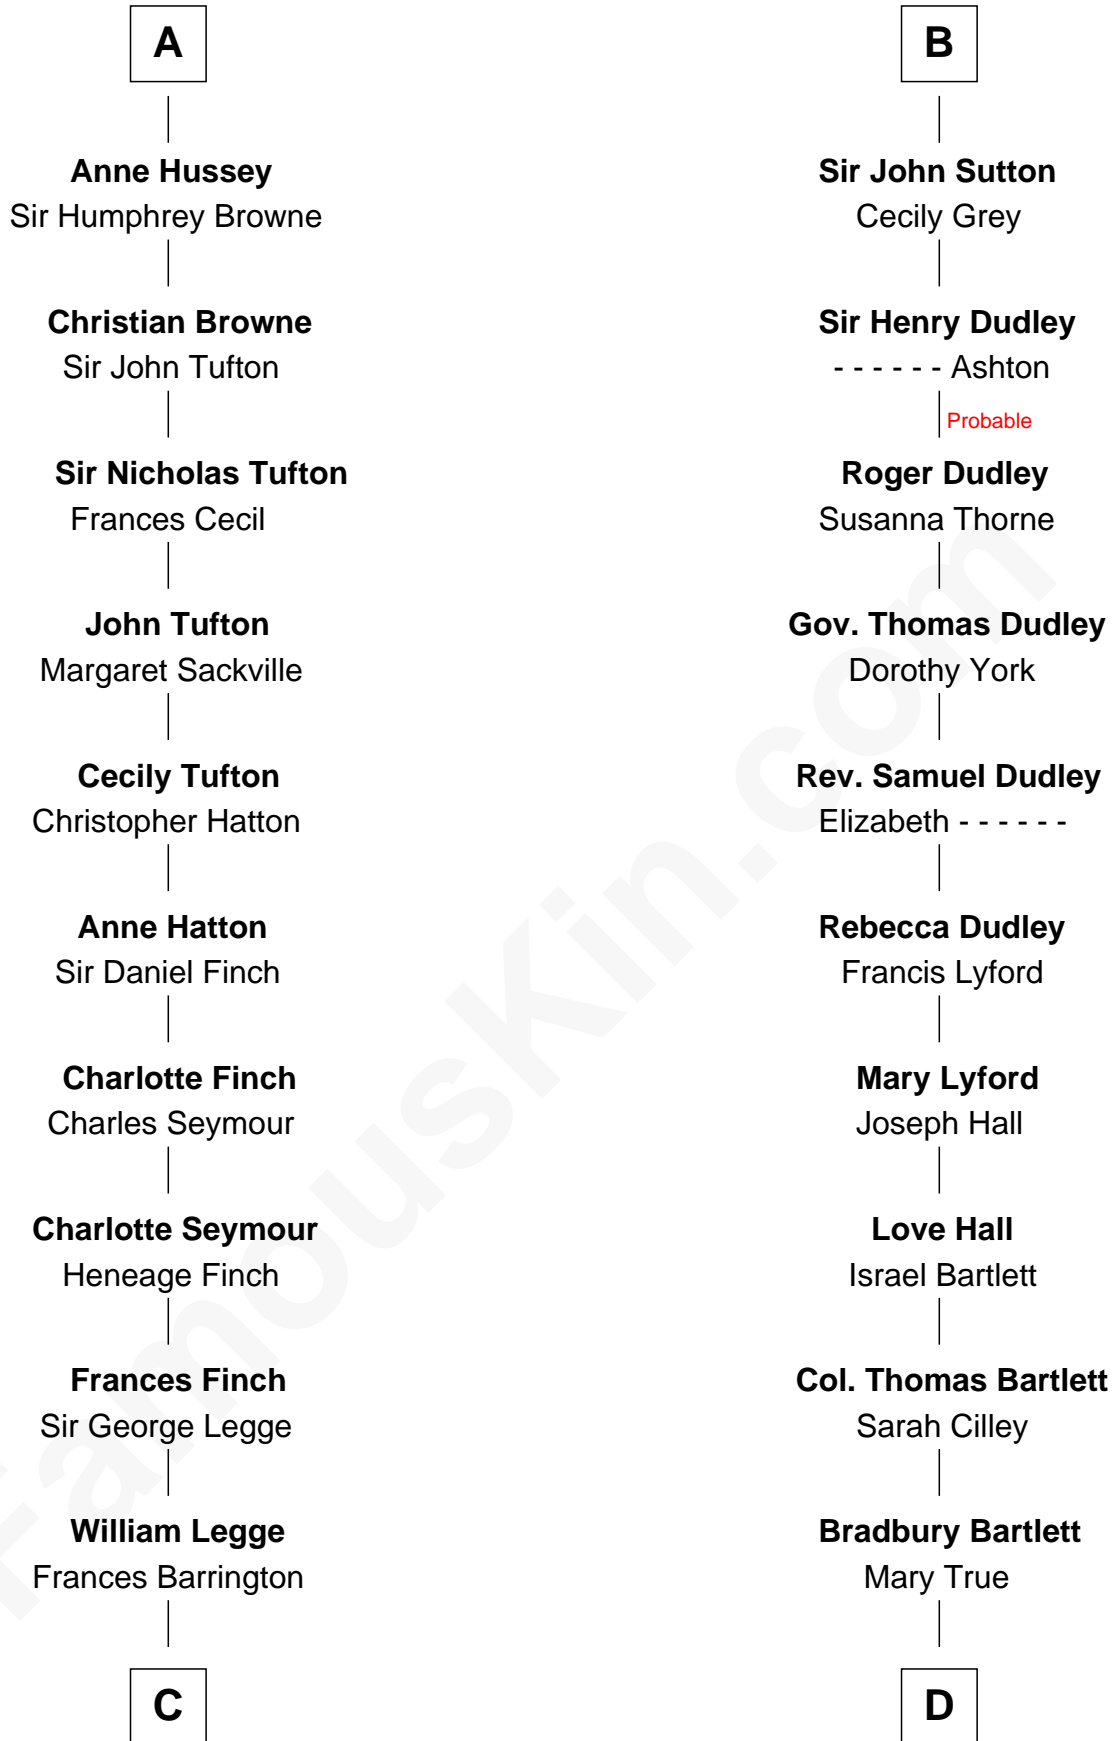 A
Anne Hussey
Sir Humphrey Browne
Christian Browne
Sir John Tufton
Sir Nicholas Tufton
Frances Cecil
John Tufton
Margaret Sackville
Cecily Tufton
Christopher Hatton
Anne Hatton
Sir Daniel Finch
Charlotte Finch
Charles Seymour
Charlotte Seymour
Heneage Finch
Frances Finch
Sir George Legge
William Legge
Frances Barrington
C
B
Sir John Sutton
Cecily Grey
Sir Henry Dudley
- - - - - - Ashton
Probable
Roger Dudley
Susanna Thorne
Gov. Thomas Dudley
Dorothy York
Rev. Samuel Dudley
Elizabeth - - - - - -
Rebecca Dudley
Francis Lyford
Mary Lyford
Joseph Hall
Love Hall
Israel Bartlett
Col. Thomas Bartlett
Sarah Cilley
Bradbury Bartlett
Mary True
D
FamousKin.com